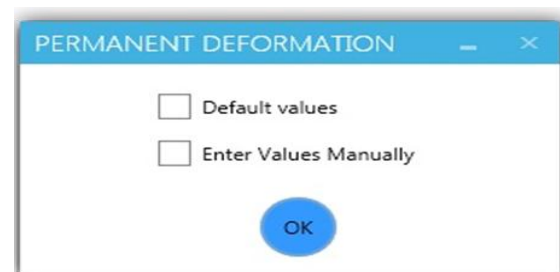 PERMANENT DEFORMATION
Default values
Enter Values Manually
OK